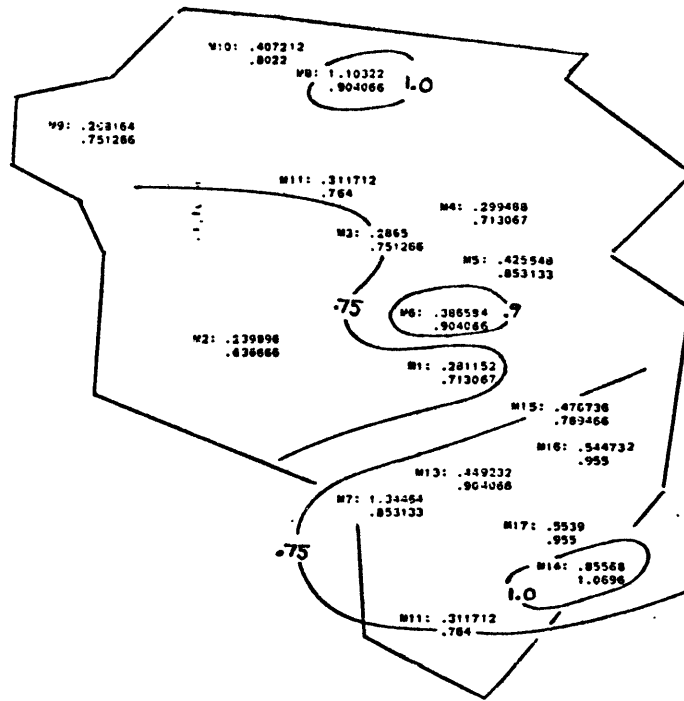 M10: .407212
.8022
M8: 1.10322
.904066
1.0
M9: .298164
.751266
M11: .311712
.764
M4: .299488
.713067
M3: .2865
.751266
M5: .425548
.853133
.75
M6: .386594
.904066
.9
M2: .239896
.636666
M1: .281152
.713067
M15: .476736
.789466
M16: .544732
.955
M13: .449232
.904066
M7: 1.34464
.853133
M17: .5539
.955
.75
M14: .85568
1.0696
1.0
M11: .311712
.764